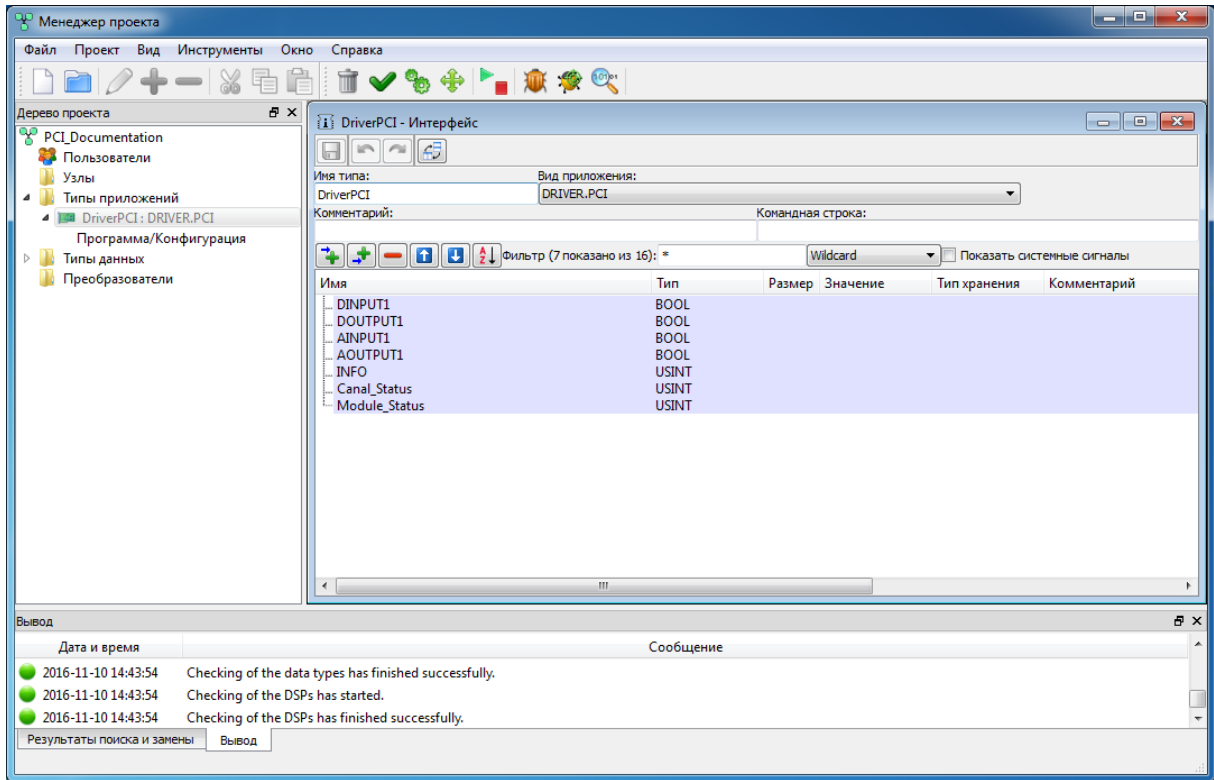 Менеджер проекта
Файл Проект Вид Инструменты Окно Справка
Дерево проекта
PCI_Documentation
Пользователи
Узлы
Типы приложений
DriverPCI : DRIVER.PCI
Программа/Конфигурация
Типы данных
Преобразователи
DriverPCI - Интерфейс
Имя типа: Вид приложения:
DriverPCI DRIVER.PCI
Комментарий: Командная строка:
Фильтр (7 показано из 16): * Wildcard Показать системные сигналы
Имя Тип Размер Значение Тип хранения Комментарий
DINPUT1 BOOL
DOUTPUT1 BOOL
AINPUT1 BOOL
AOUTPUT1 BOOL
INFO USINT
Canal_Status USINT
Module_Status USINT
Вывод
Дата и время Сообщение
2016-11-10 14:43:54 Checking of the data types has finished successfully.
2016-11-10 14:43:54 Checking of the DSPs has started.
2016-11-10 14:43:54 Checking of the DSPs has finished successfully.
Результаты поиска и замены Вывод